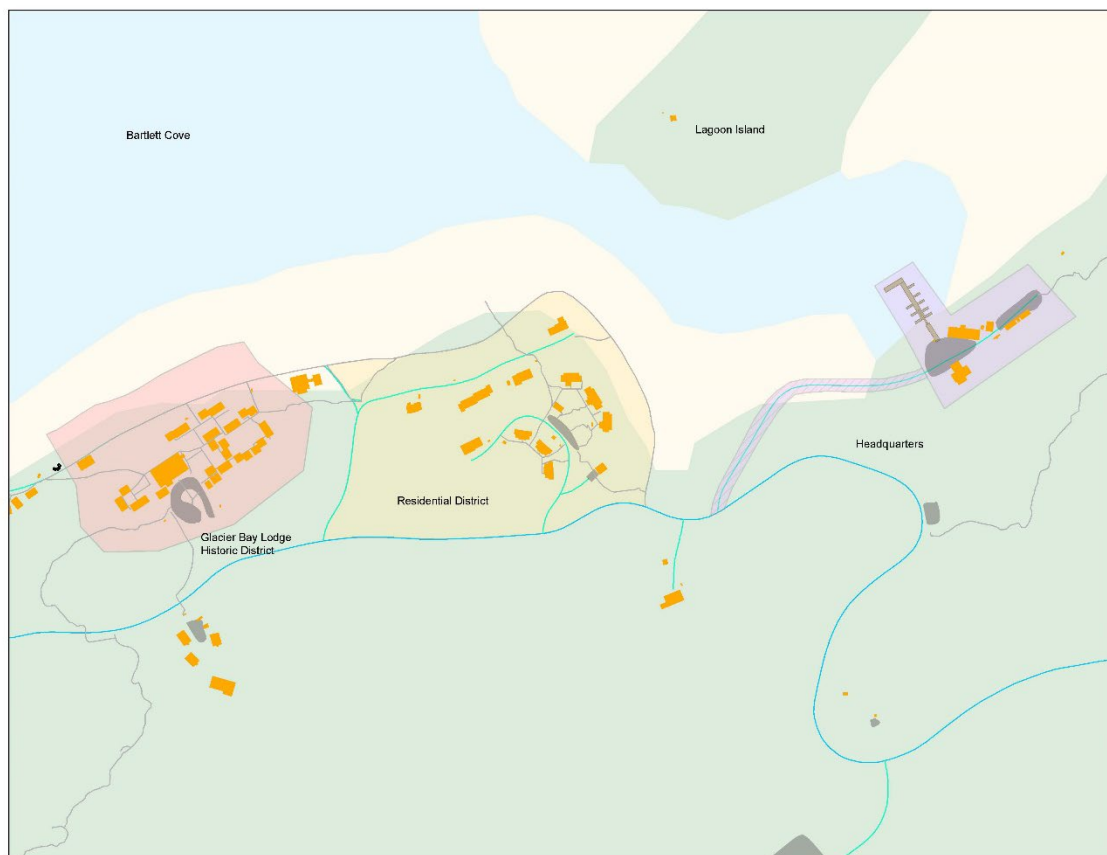 Bartlett Cove
Lagoon Island
Headquarters
Residential District
Glacier Bay Lodge
Historic District